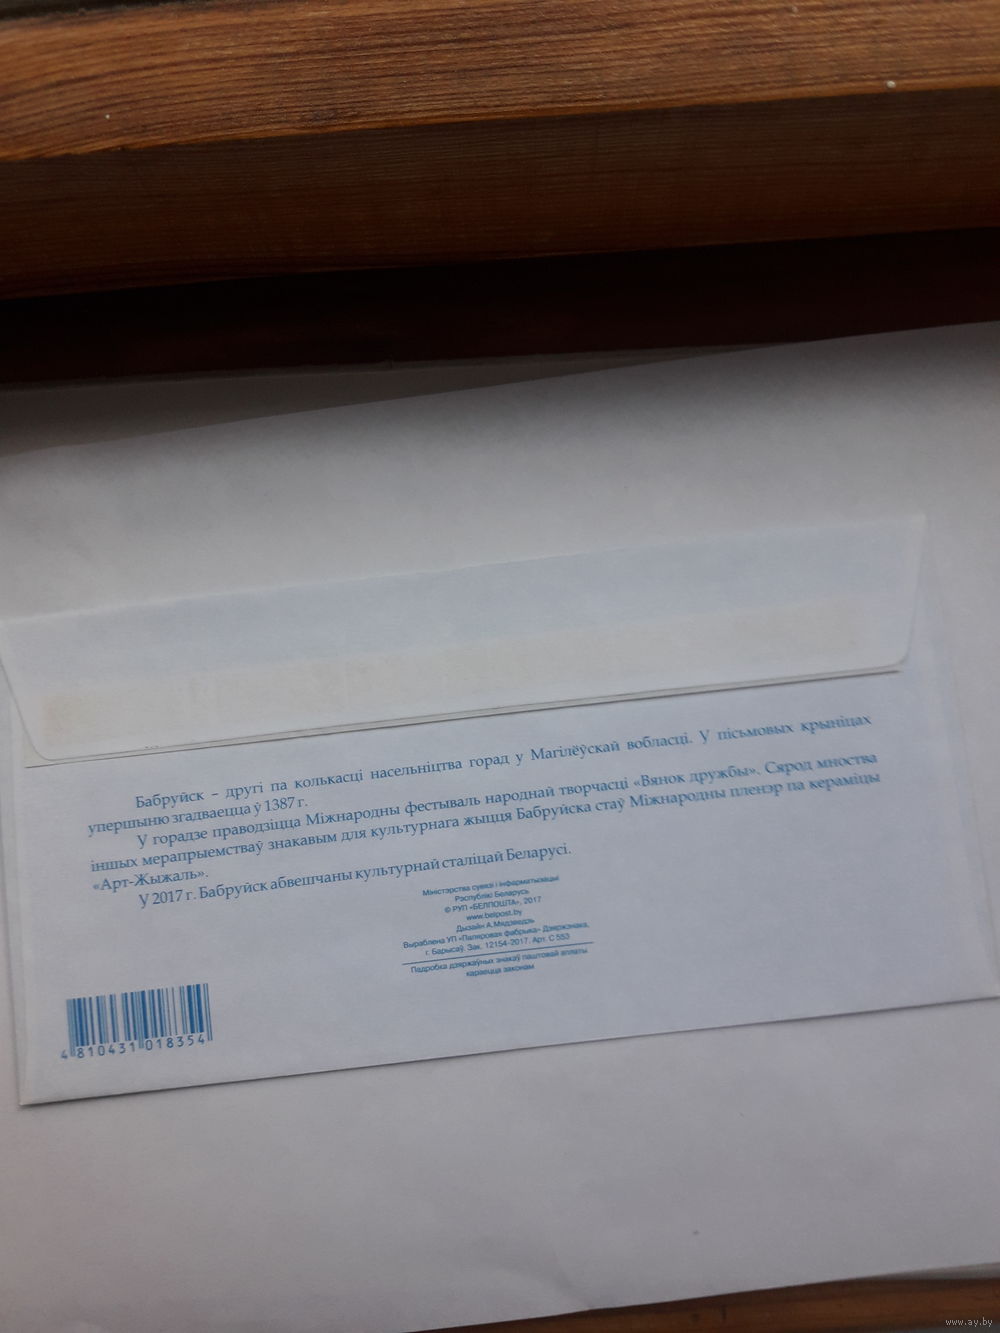 Бабруйск – другі па колькасці насельніцтва горад у Магілёўскай вобласці. У пісьмовых крыніцах
упершыню згадваецца ў 1387 г.
У горадзе праводзіцца Міжнародны фестываль народнай творчасці «Вянок дружбы». Сярод мноства
іншых мерапрыемстваў знакавым для культурнага жыцця Бабруйска стаў Міжнародны пленэр па кераміцы
«Арт-Жыжаль».
У 2017 г. Бабруйск абвешчаны культурнай сталіцай Беларусі.
Міністэрства сувязі і інфарматызацыі
Рэспублікі Беларусь
© РУП «БЕЛПОШТА», 2017
www.belpost.by
Дызайн А.Мядзведзь
Выраблена УП «Папяровая фабрыка» Дзяржзнака,
г. Барысаў. Зак. 12154-2017. Арт. С 553
Падробка дзяржаўных знакаў паштовай аплаты
караецца законам
4 810431 018354
www.ay.by